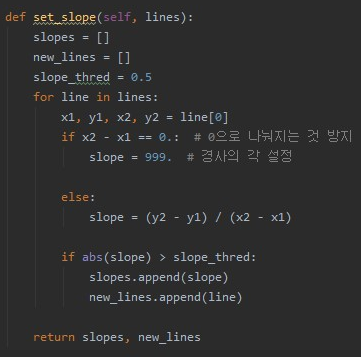 def set_slope(self, lines):
    slopes = []
    new_lines = []
    slope_thred = 0.5
    for line in lines:
        x1, y1, x2, y2 = line[0]
        if x2 - x1 == 0.:  # 0으로 나눠지는 것 방지
            slope = 999.  # 경사의 각 설정

        else:
            slope = (y2 - y1) / (x2 - x1)

        if abs(slope) > slope_thred:
            slopes.append(slope)
            new_lines.append(line)

    return slopes, new_lines